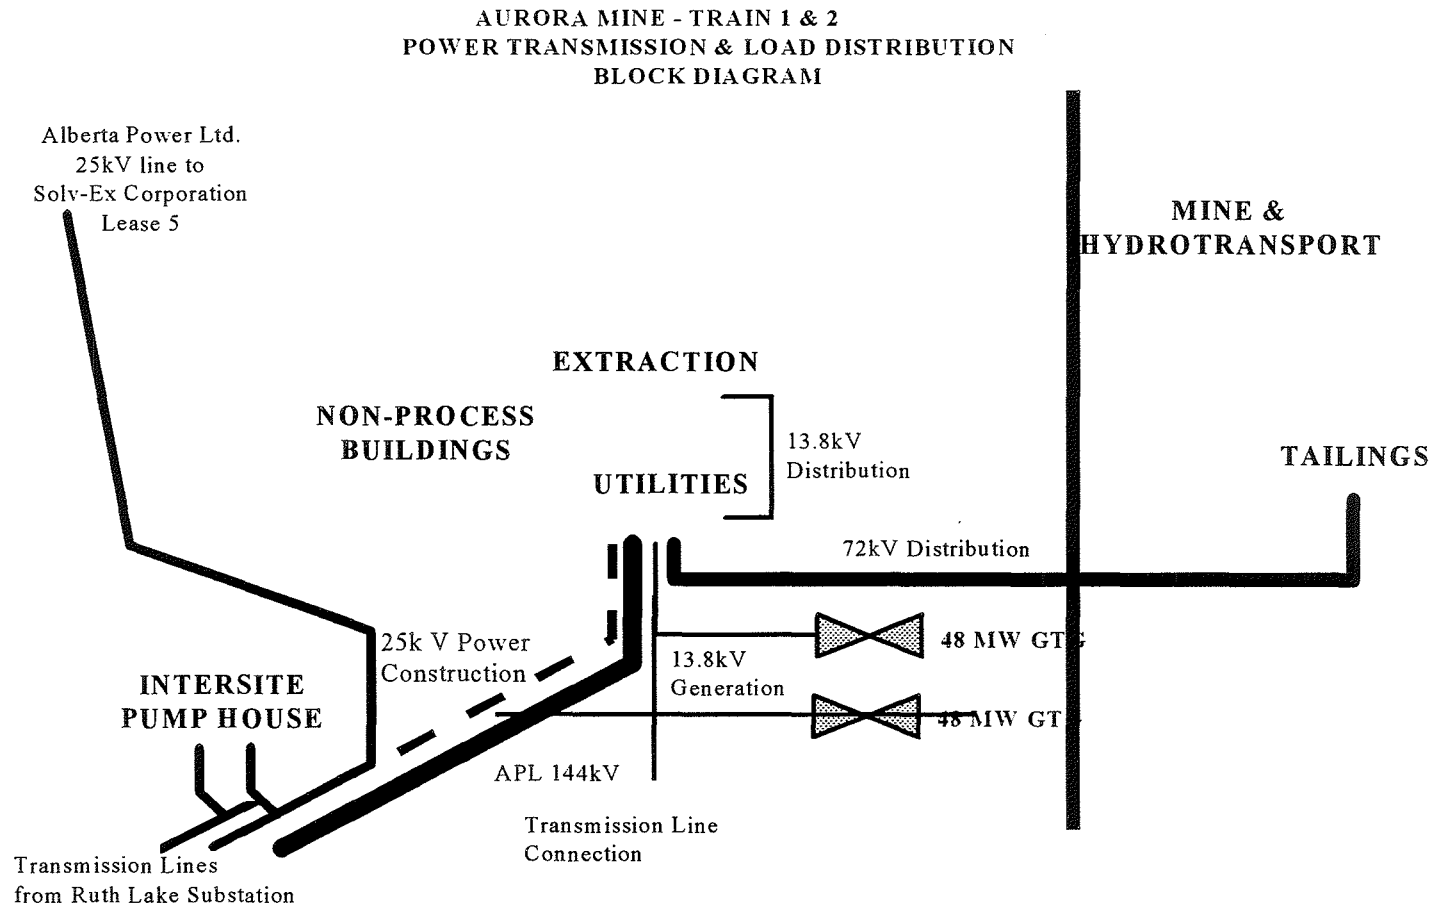 AURORA MINE - TRAIN 1 & 2
POWER TRANSMISSION & LOAD DISTRIBUTION
BLOCK DIAGRAM
Alberta Power Ltd.
25kV line to
Solv-Ex Corporation
Lease 5
MINE &
HYDROTRANSPORT
EXTRACTION
NON-PROCESS
BUILDINGS
13.8kV
Distribution
UTILITIES
TAILINGS
72kV Distribution
25k V Power
Construction
48 MW GTG
13.8kV
Generation
INTERSITE
PUMP HOUSE
48 MW GTG
APL 144kV
Transmission Line
Connection
Transmission Lines
from Ruth Lake Substation